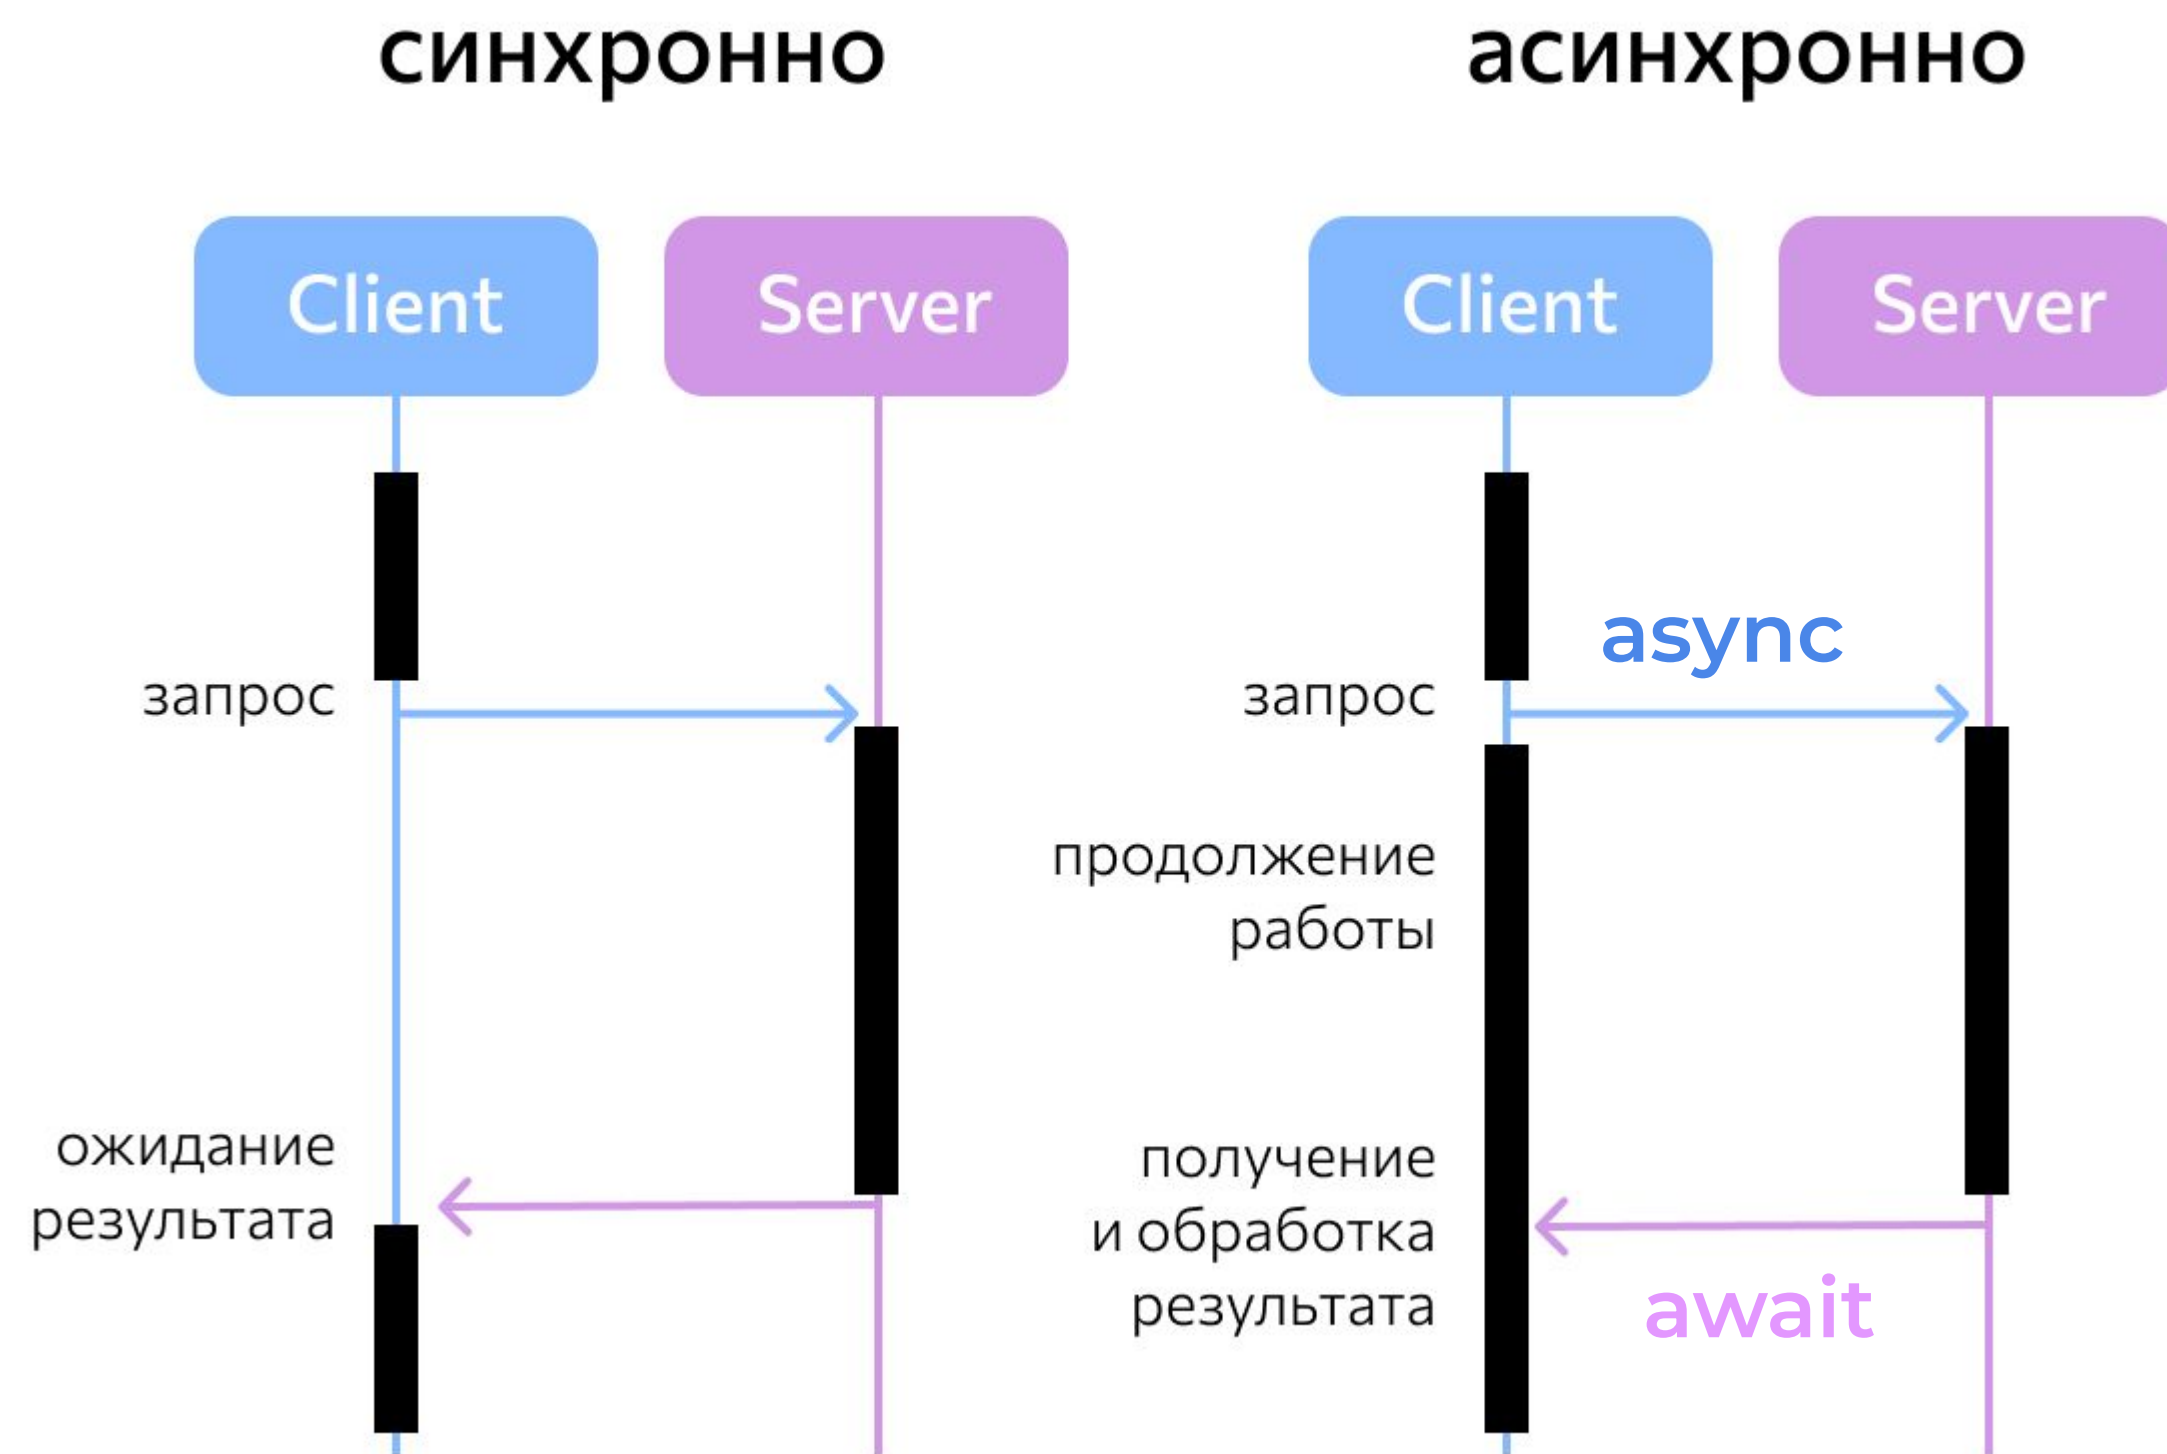 синхронно
Client
Server
запрос
ожидание
результата
асинхронно
Client
Server
async
запрос
продолжение
работы
получение
и обработка
результата
await